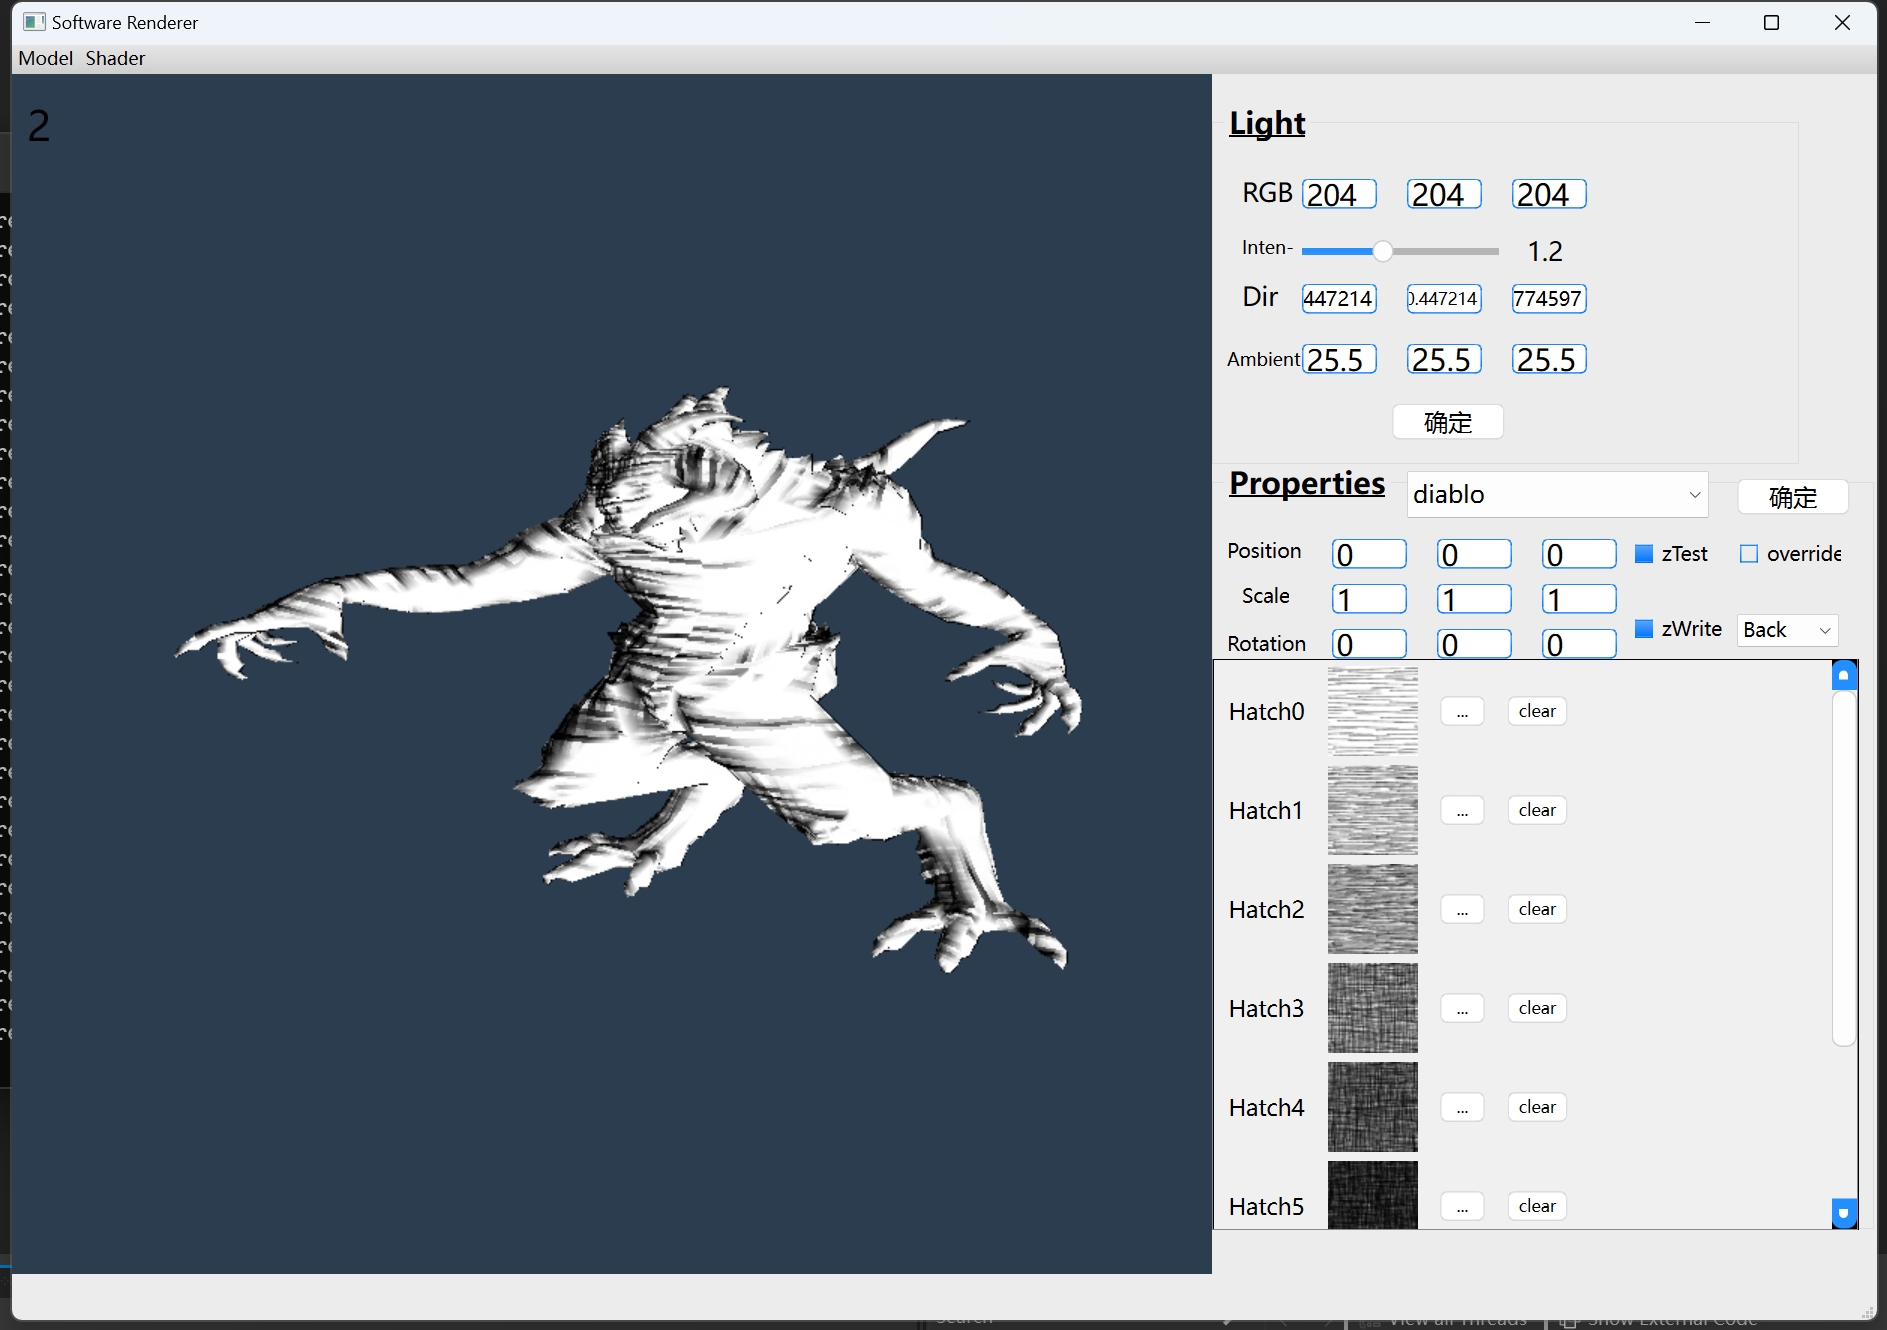 Software Renderer
Model Shader
2
Light
RGB 204 204 204
Inten- 1.2
Dir 447214 0.447214 774597
Ambient 25.5 25.5 25.5
确定
Properties diablo 确定
Position 0 0 0 zTest override
Scale 1 1 1
Rotation 0 0 0 zWrite Back
Hatch0 ... clear
Hatch1 ... clear
Hatch2 ... clear
Hatch3 ... clear
Hatch4 ... clear
Hatch5 ... clear